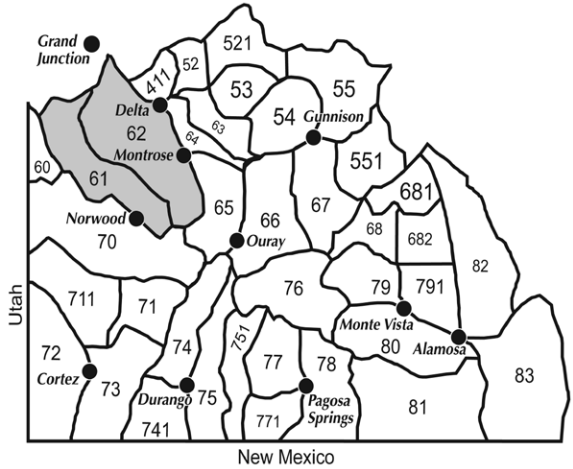 Grand
Junction
521
52
411
53
55
Delta
54
Gunnison
62
64
63
Montrose
551
60
61
681
65
66
67
Norwood
68
682
70
Ouray
82
711
71
76
79
791
Utah
Monte Vista
72
74
751
77
78
80
Alamosa
Cortez
73
83
Durango
75
Pagosa
Springs
81
741
771
New Mexico